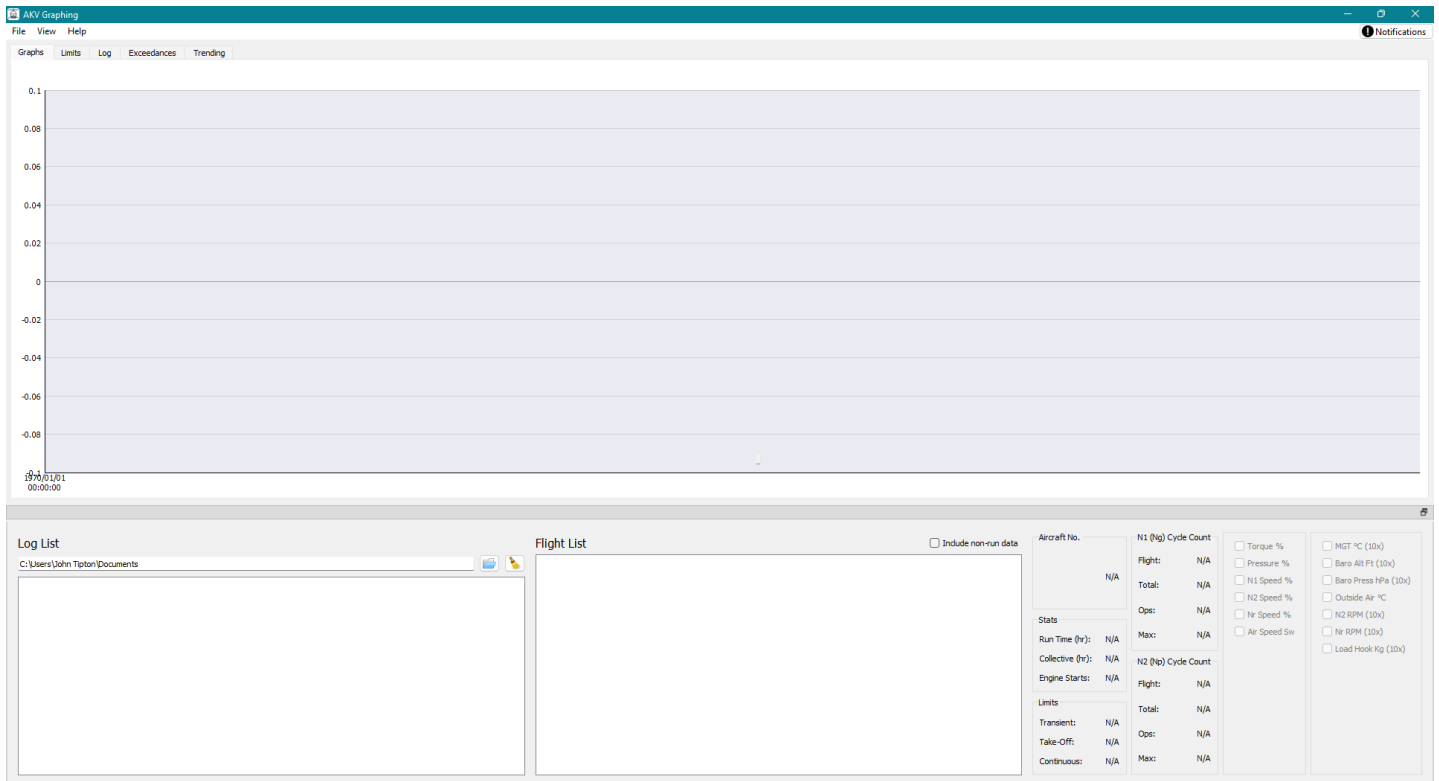 AKV Graphing
File View Help
Notifications
Graphs Limits Log Exceedances Trending
0.1
0.08
0.06
0.04
0.02
0
-0.02
-0.04
-0.06
-0.08
-0.1
1970/01/01
00:00:00
Log List
C:\Users\John Tipton\Documents
Flight List
Include non-run data
Aircraft No.
N/A
Stats
Run Time (hr): N/A
Collective (hr): N/A
Engine Starts: N/A
Limits
Transient: N/A
Take-Off: N/A
Continuous: N/A
N1 (Ng) Cycle Count
Flight: N/A
Total: N/A
Ops: N/A
Max: N/A
N2 (Np) Cycle Count
Flight: N/A
Total: N/A
Ops: N/A
Max: N/A
Torque %
Pressure %
N1 Speed %
N2 Speed %
Nr Speed %
Air Speed Sw
MGT °C (10x)
Baro Alt Ft (10x)
Baro Press hPa (10x)
Outside Air °C
N2 RPM (10x)
Nr RPM (10x)
Load Hook Kg (10x)